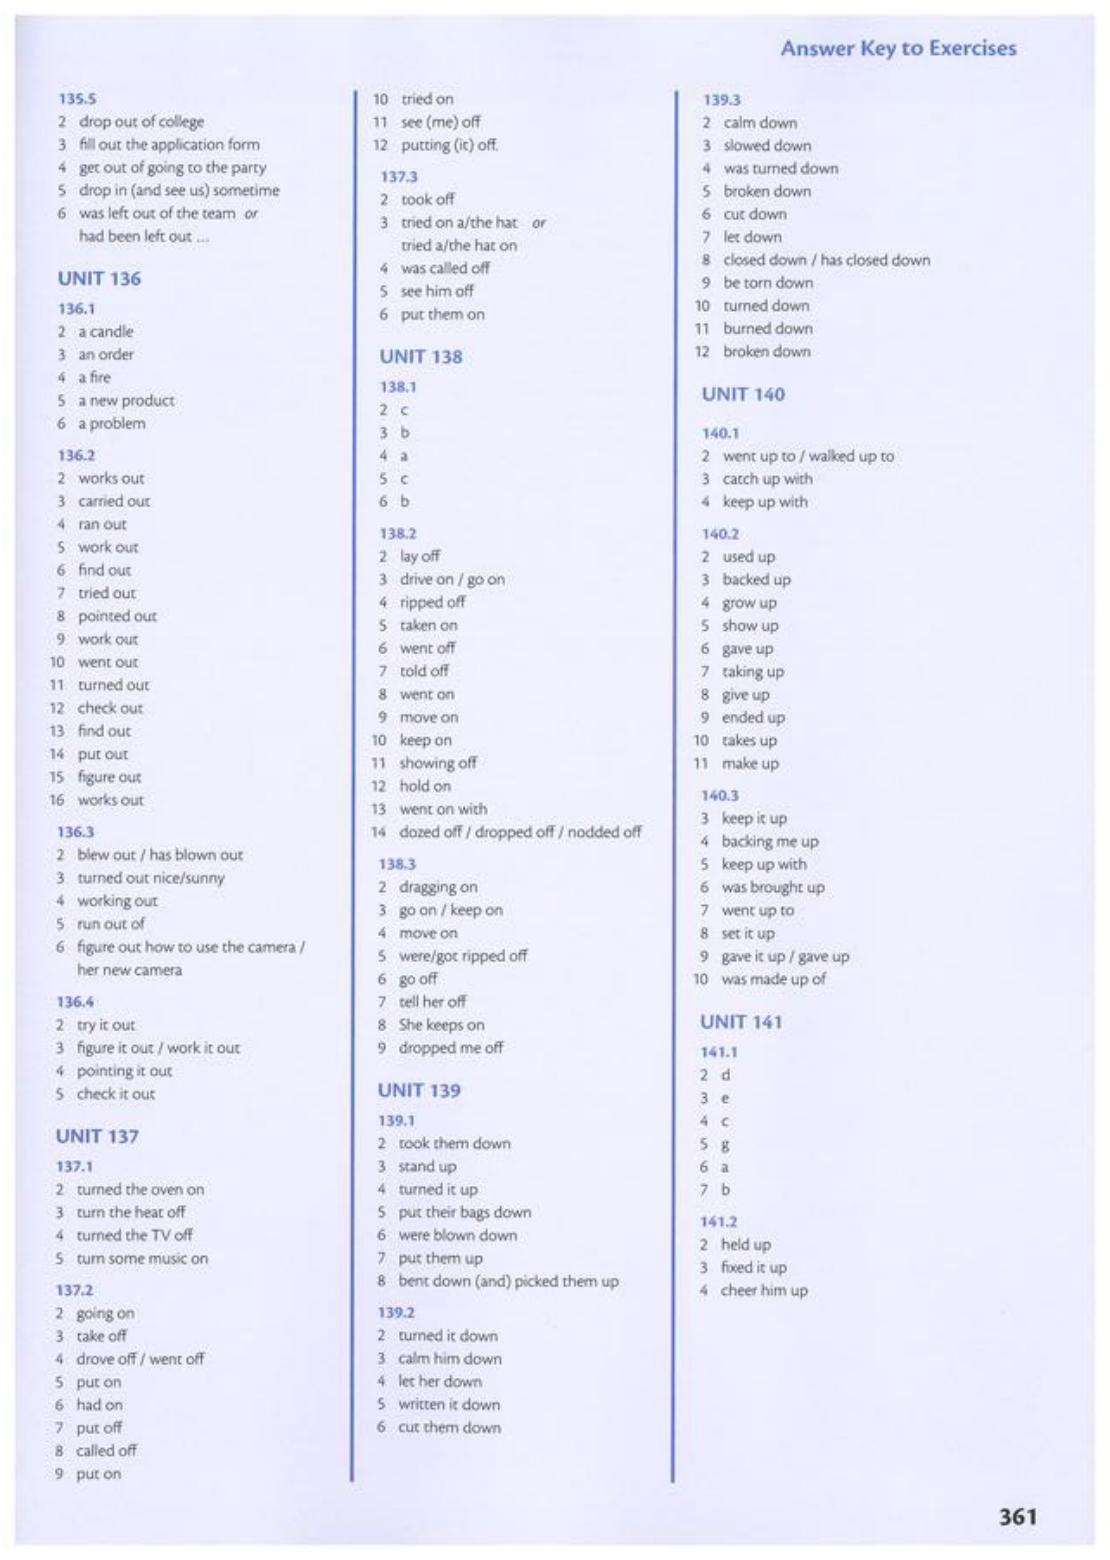 Answer Key to Exercises
135.5
2 drop out of college
3 fill out the application form
4 get out of going to the party
5 drop in (and see us) sometime
6 was left out of the team or
had been left out ...
UNIT 136
136.1
2 a candle
3 an order
4 a fire
5 a new product
6 a problem
136.2
2 works out
3 carried out
4 ran out
5 work out
6 find out
7 tried out
8 pointed out
9 work out
10 went out
11 turned out
12 check out
13 find out
14 put out
15 figure out
16 works out
136.3
2 blew out / has blown out
3 turned out nice/sunny
4 working out
5 run out of
6 figure out how to use the camera /
her new camera
136.4
2 try it out
3 figure it out / work it out
4 pointing it out
5 check it out
UNIT 137
137.1
2 turned the oven on
3 turn the heat off
4 turned the TV off
5 turn some music on
137.2
2 going on
3 take off
4 drove off / went off
5 put on
6 had on
7 put off
8 called off
9 put on
10 tried on
11 see (me) off
12 putting (it) off.
137.3
2 took off
3 tried on a/the hat or
tried a/the hat on
4 was called off
5 see him off
6 put them on
UNIT 138
138.1
2 c
3 b
4 a
5 c
6 b
138.2
2 lay off
3 drive on / go on
4 ripped off
5 taken on
6 went off
7 told off
8 went on
9 move on
10 keep on
11 showing off
12 hold on
13 went on with
14 dozed off / dropped off / nodded off
138.3
2 dragging on
3 go on / keep on
4 move on
5 were/got ripped off
6 go off
7 tell her off
8 She keeps on
9 dropped me off
UNIT 139
139.1
2 took them down
3 stand up
4 turned it up
5 put their bags down
6 were blown down
7 put them up
8 bent down (and) picked them up
139.2
2 turned it down
3 calm him down
4 let her down
5 written it down
6 cut them down
139.3
2 calm down
3 slowed down
4 was turned down
5 broken down
6 cut down
7 let down
8 closed down / has closed down
9 be torn down
10 turned down
11 burned down
12 broken down
UNIT 140
140.1
2 went up to / walked up to
3 catch up with
4 keep up with
140.2
2 used up
3 backed up
4 grow up
5 show up
6 gave up
7 taking up
8 give up
9 ended up
10 takes up
11 make up
140.3
3 keep it up
4 backing me up
5 keep up with
6 was brought up
7 went up to
8 set it up
9 gave it up / gave up
10 was made up of
UNIT 141
141.1
2 d
3 e
4 c
5 g
6 a
7 b
141.2
2 held up
3 fixed it up
4 cheer him up
361